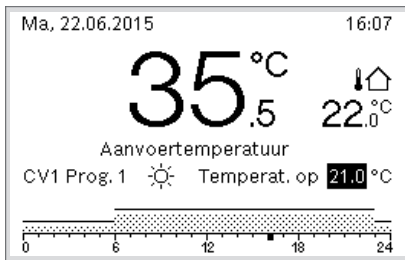 Ma, 22.06.2015 16:07
35.5 °C
22.0 °C
Aanvoertemperatuur
CV1 Prog. 1 Temperat. op 21.0 °C
0 6 12 18 24